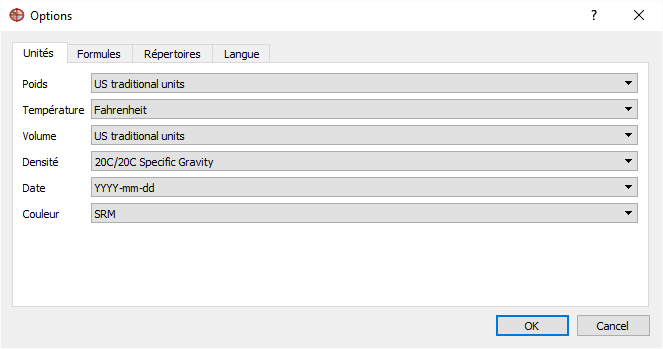 Options ?
Unités Formules Répertoires Langue
Poids US traditional units
Température Fahrenheit
Volume US traditional units
Densité 20C/20C Specific Gravity
Date YYYY-mm-dd
Couleur SRM
OK Cancel